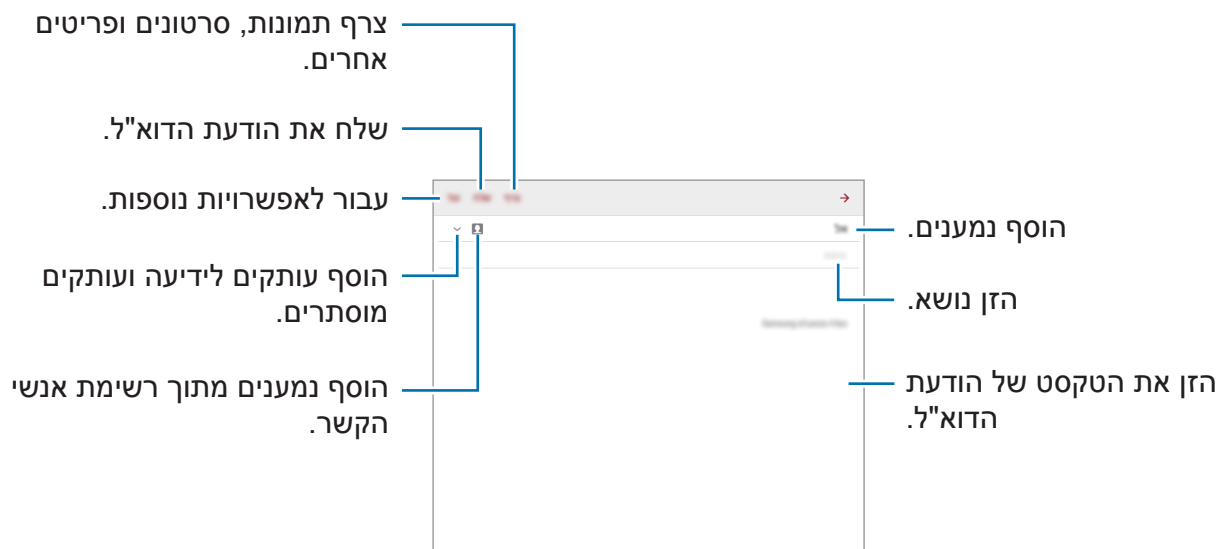 צרף תמונות, סרטונים ופריטים
אחרים.
שלח את הודעת הדוא"ל.
עבור לאפשרויות נוספות.
הוסף עותקים לידיעה ועותקים
מוסתרים.
הוסף נמענים מתוך רשימת אנשי
הקשר.
אל
הוסף נמענים.
הזן נושא.
הזן את הטקסט של הודעת
הדוא"ל.